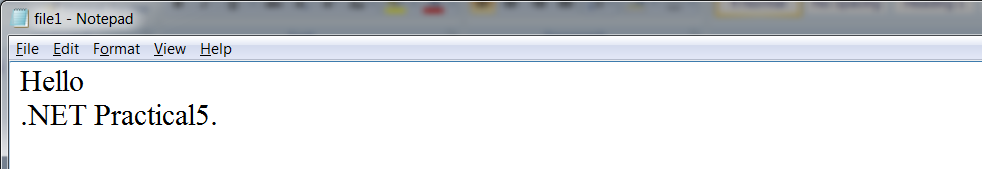 file1 - Notepad
File Edit Format View Help
Hello
.NET Practical5.